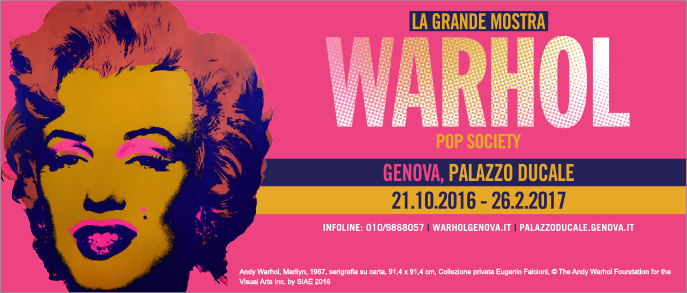 LA GRANDE MOSTRA
WARHOL
POP SOCIETY
GENOVA, PALAZZO DUCALE
21.10.2016 - 26.2.2017
INFOLINE: 010/9868057 | WARHOLGENOVA.IT | PALAZZODUCALE.GENOVA.IT
Andy Warhol, Marilyn, 1967, serigrafia su carta, 91,4 x 91,4 cm, Collezione privata Eugenio Falcioni, © The Andy Warhol Foundation for the
Visual Arts Inc. by SIAE 2016